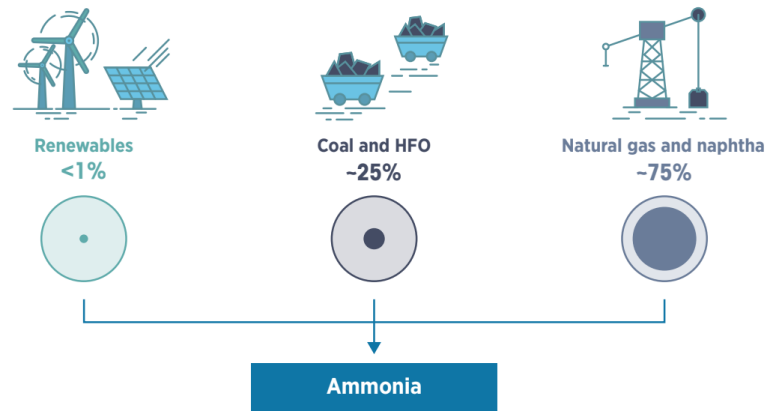 Renewables
<1%
Coal and HFO
~25%
Natural gas and naphtha
~75%
Ammonia